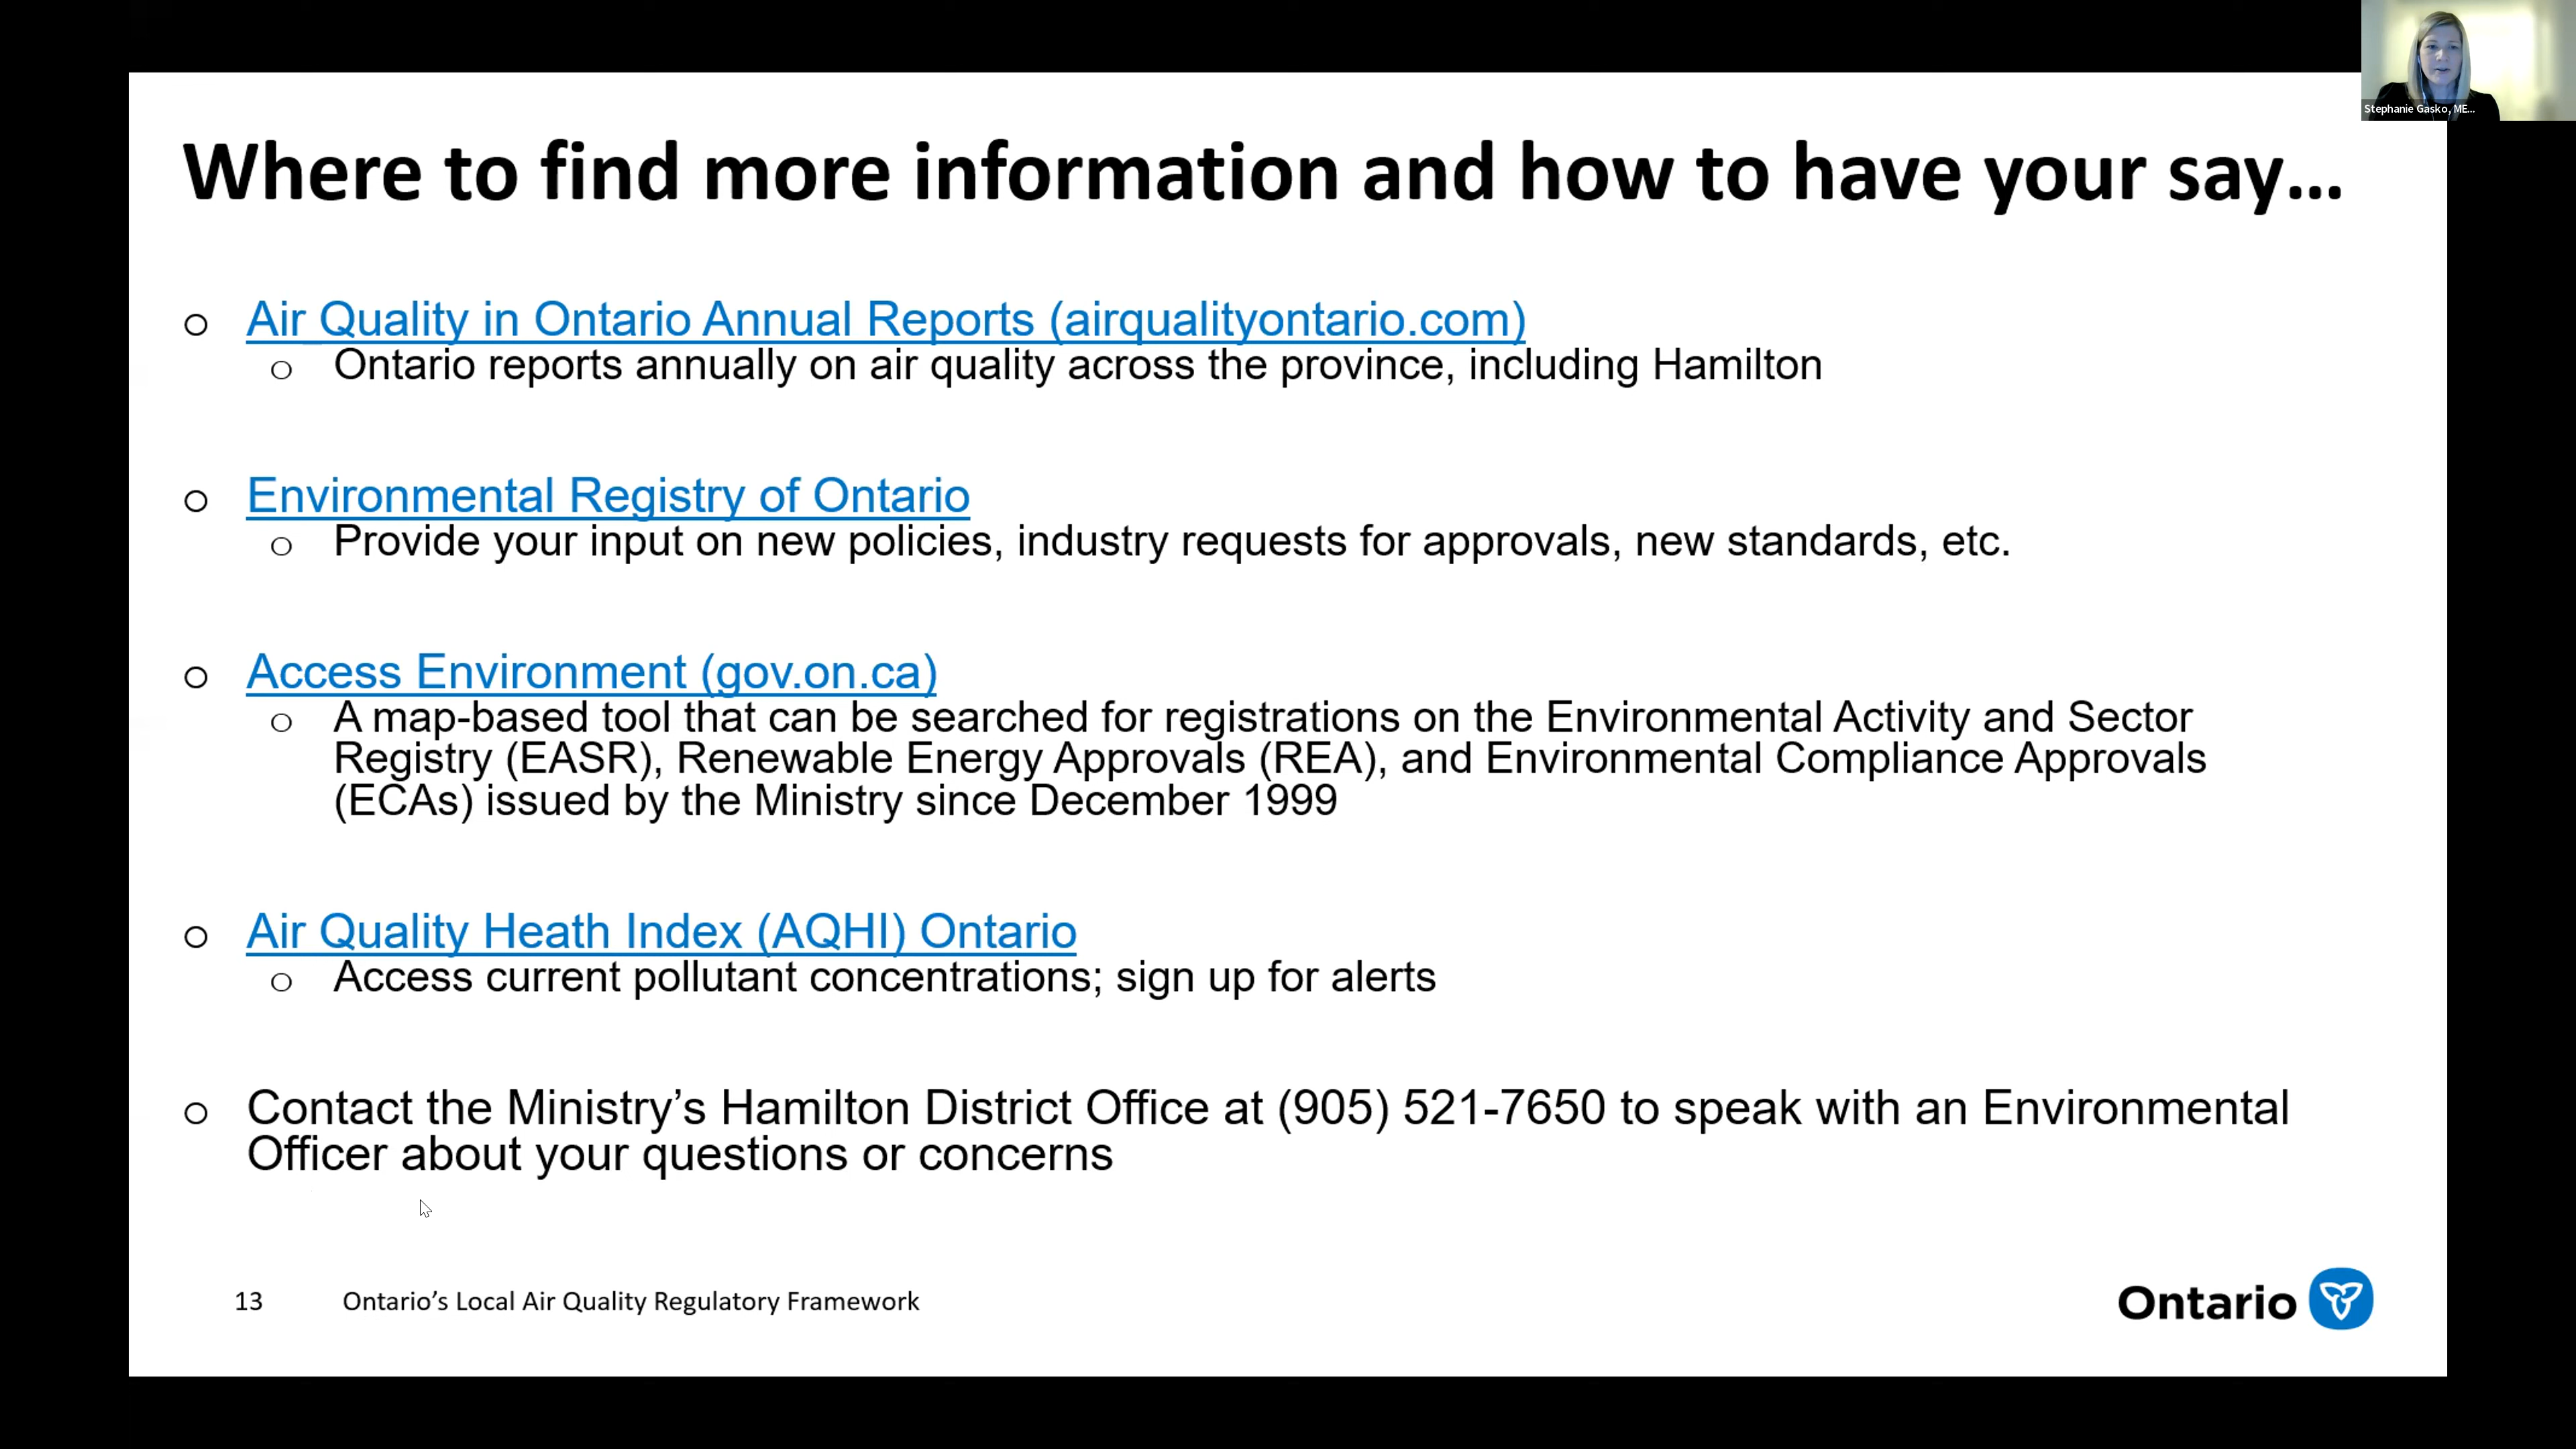 Stephanie Gasko, ME...
Where to find more information and how to have your say...
Air Quality in Ontario Annual Reports (airqualityontario.com)
Ontario reports annually on air quality across the province, including Hamilton
Environmental Registry of Ontario
Provide your input on new policies, industry requests for approvals, new standards, etc.
Access Environment (gov.on.ca)
A map-based tool that can be searched for registrations on the Environmental Activity and Sector
Registry (EASR), Renewable Energy Approvals (REA), and Environmental Compliance Approvals
(ECAs) issued by the Ministry since December 1999
Air Quality Heath Index (AQHI) Ontario
Access current pollutant concentrations; sign up for alerts
Contact the Ministry’s Hamilton District Office at (905) 521-7650 to speak with an Environmental
Officer about your questions or concerns
13 Ontario’s Local Air Quality Regulatory Framework
Ontario